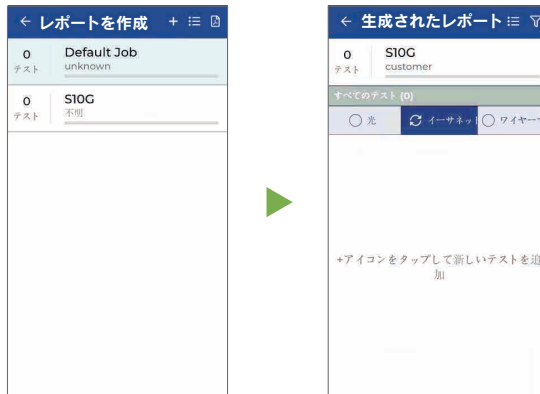 レポートを作成
0
テスト
Default Job
unknown
0
テスト
S10G
不明
生成されたレポート
0
テスト
S10G
customer
すべてのテスト (0)
光
イーサネット
ワイヤー
+アイコンをタップして新しいテストを追
加